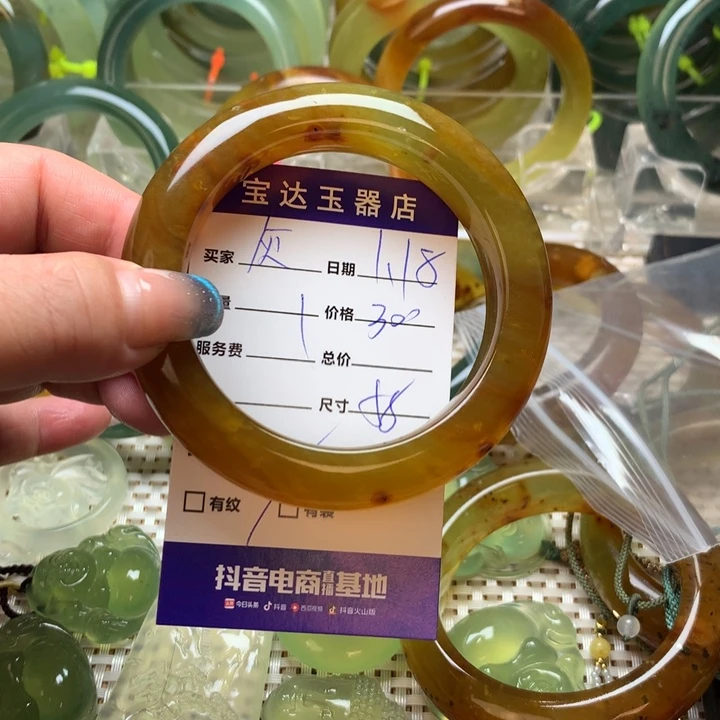 宝达玉器店
买家 灰 日期 1.18
量 1 价格 300
服务费 总价
尺寸 58
有纹 有裂
抖音电商直播基地
今日头条 抖音 西瓜视频 抖音火山版